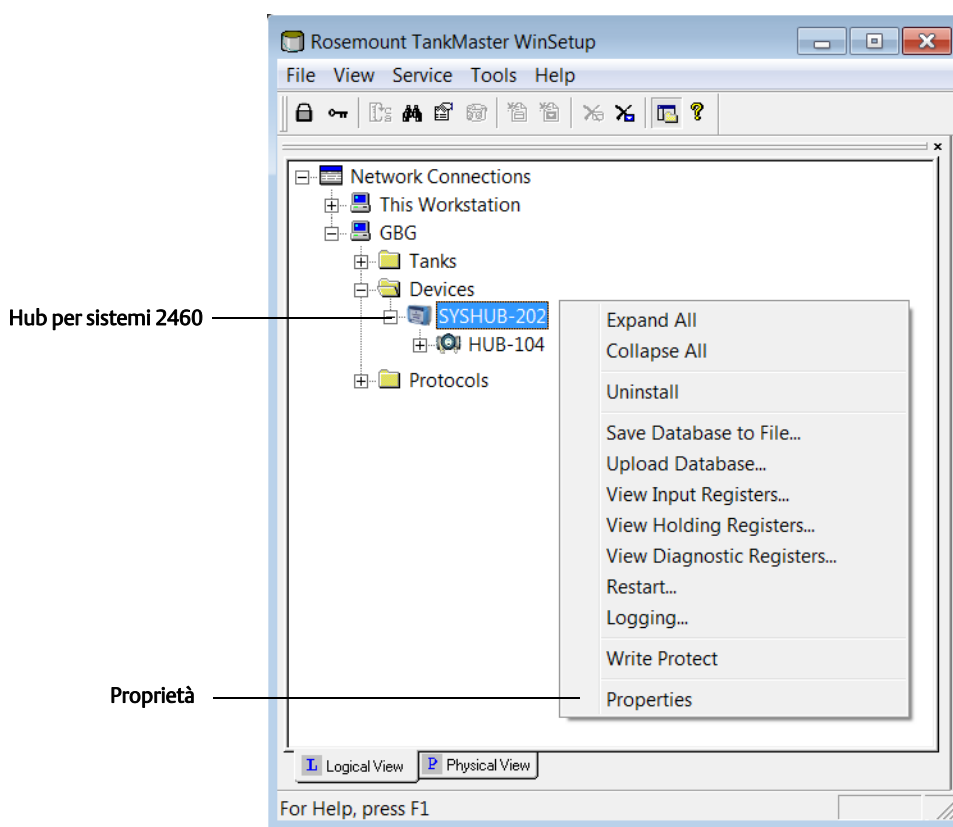 Rosemount TankMaster WinSetup
File View Service Tools Help
Network Connections
This Workstation
GBG
Tanks
Devices
Hub per sistemi 2460
SYSHUB-202
HUB-104
Protocols
Expand All
Collapse All
Uninstall
Save Database to File...
Upload Database...
View Input Registers...
View Holding Registers...
View Diagnostic Registers...
Restart...
Logging...
Write Protect
Proprietà
Properties
L Logical View P Physical View
For Help, press F1